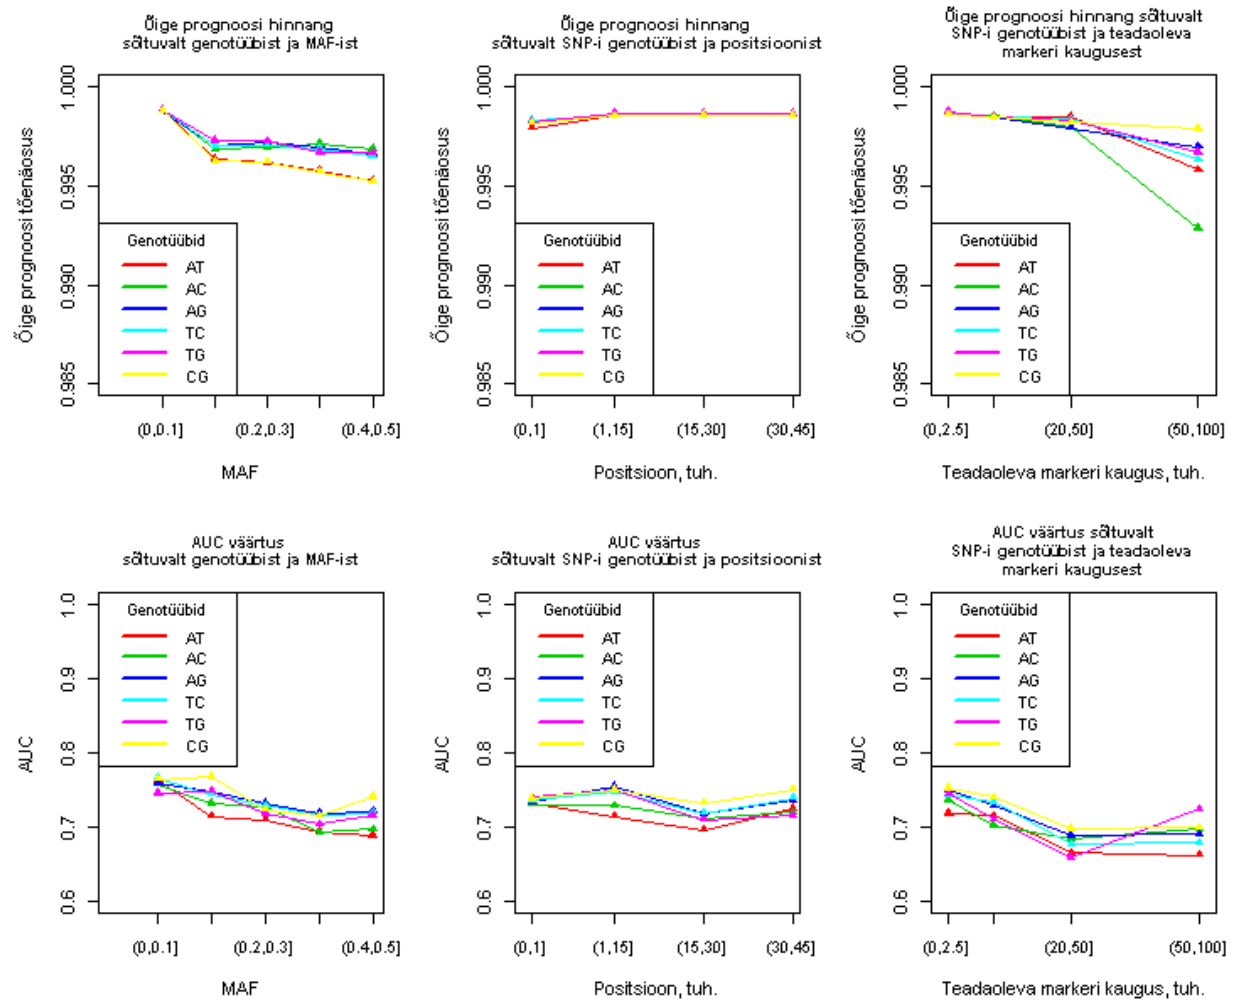 Õige prognoosi hinnang
sõltuvalt genotüübist ja MAF-ist
Õige prognoosi tõenäosus
1.000
0.995
0.990
0.985
Genotüübid
AT
AC
AG
TC
TG
CG
(0,0.1]
(0.2,0.3]
(0.4,0.5]
MAF
Õige prognoosi hinnang
sõltuvalt SNP-i genotüübist ja positsioonist
Õige prognoosi tõenäosus
1.000
0.995
0.990
0.985
Genotüübid
AT
AC
AG
TC
TG
CG
(0,1]
(1,15]
(15,30]
(30,45]
Positsioon, tuh.
Õige prognoosi hinnang sõltuvalt
SNP-i genotüübist ja teadaoleva
markeri kaugusest
Õige prognoosi tõenäosus
1.000
0.995
0.990
0.985
Genotüübid
AT
AC
AG
TC
TG
CG
(0,2.5]
(20,50]
(50,100]
Teadaoleva markeri kaugus, tuh.
AUC väärtus
sõltuvalt genotüübist ja MAF-ist
AUC
1.0
0.9
0.8
0.7
0.6
Genotüübid
AT
AC
AG
TC
TG
CG
(0,0.1]
(0.2,0.3]
(0.4,0.5]
MAF
AUC väärtus
sõltuvalt SNP-i genotüübist ja positsioonist
AUC
1.0
0.9
0.8
0.7
0.6
Genotüübid
AT
AC
AG
TC
TG
CG
(0,1]
(1,15]
(15,30]
(30,45]
Positsioon, tuh.
AUC väärtus sõltuvalt
SNP-i genotüübist ja teadaoleva
markeri kaugusest
AUC
1.0
0.9
0.8
0.7
0.6
Genotüübid
AT
AC
AG
TC
TG
CG
(0,2.5]
(20,50]
(50,100]
Teadaoleva markeri kaugus, tuh.